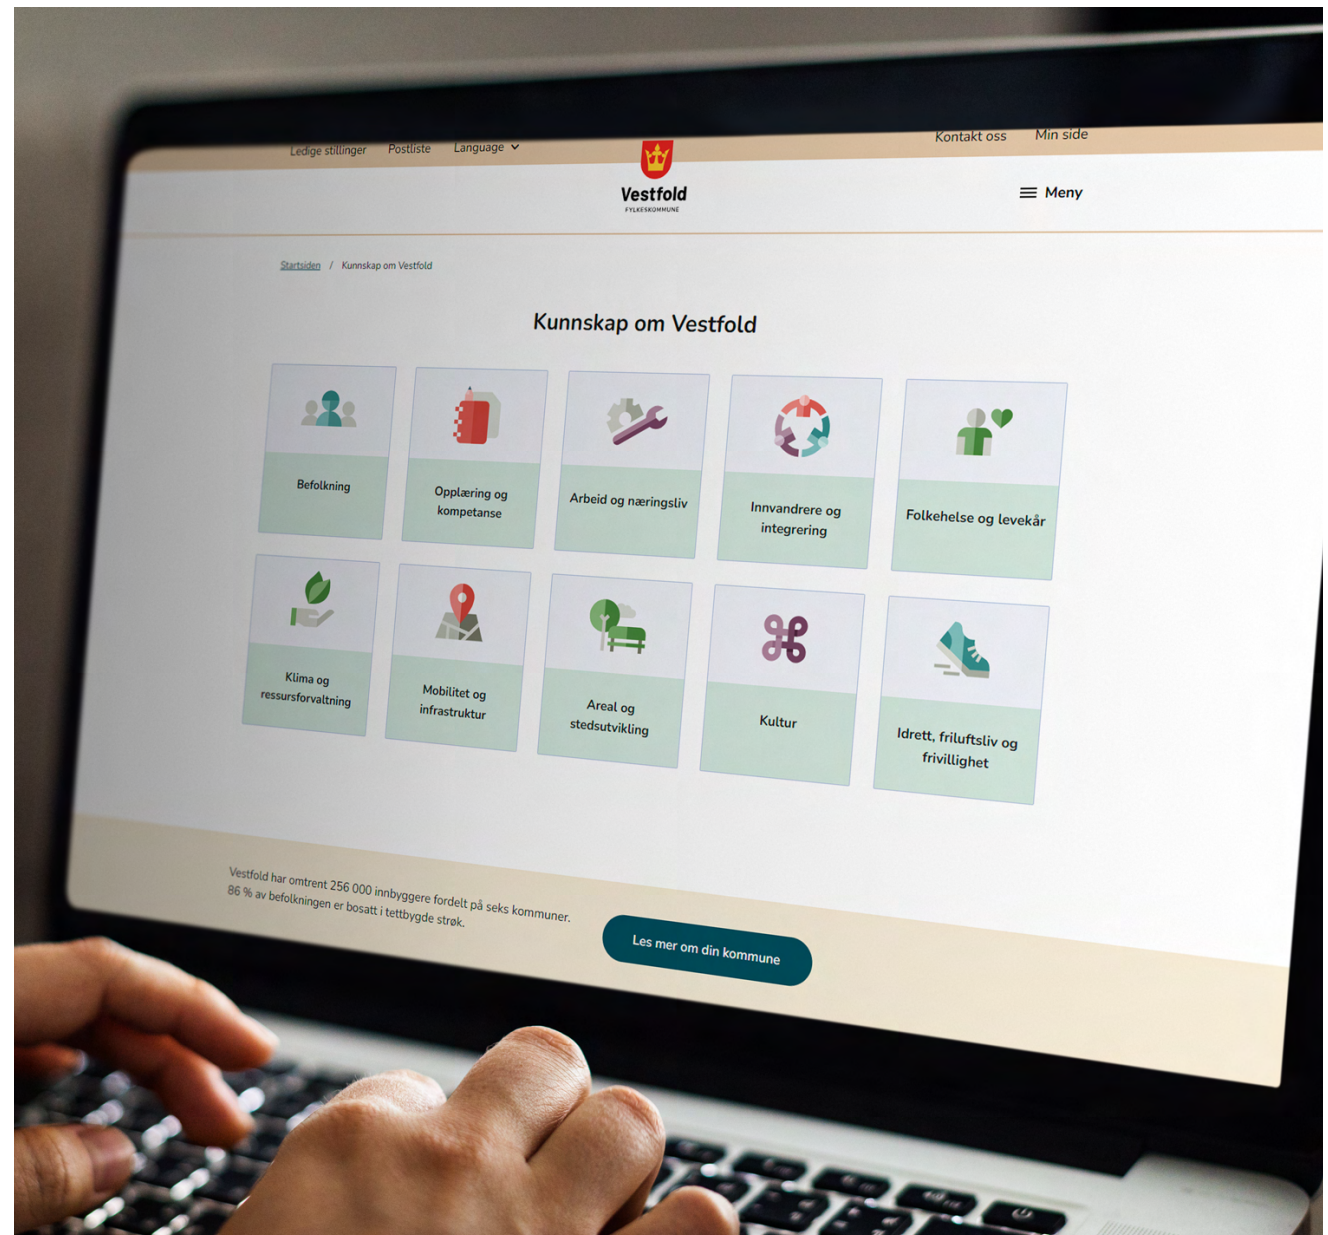 Ledige stillinger Postliste Language
Kontakt oss Min side
Vestfold
FYLKESKOMMUNE
Meny
Startsiden / Kunnskap om Vestfold
Kunnskap om Vestfold
Befolkning
Opplæring og
kompetanse
Arbeid og næringsliv
Innvandrere og
integrering
Folkehelse og levekår
Klima og
ressursforvaltning
Mobilitet og
infrastruktur
Areal og
stedsutvikling
Kultur
Idrett, friluftsliv og
frivillighet
Vestfold har omtrent 256 000 innbyggere fordelt på seks kommuner.
86 % av befolkningen er bosatt i tettbygde strøk.
Les mer om din kommune